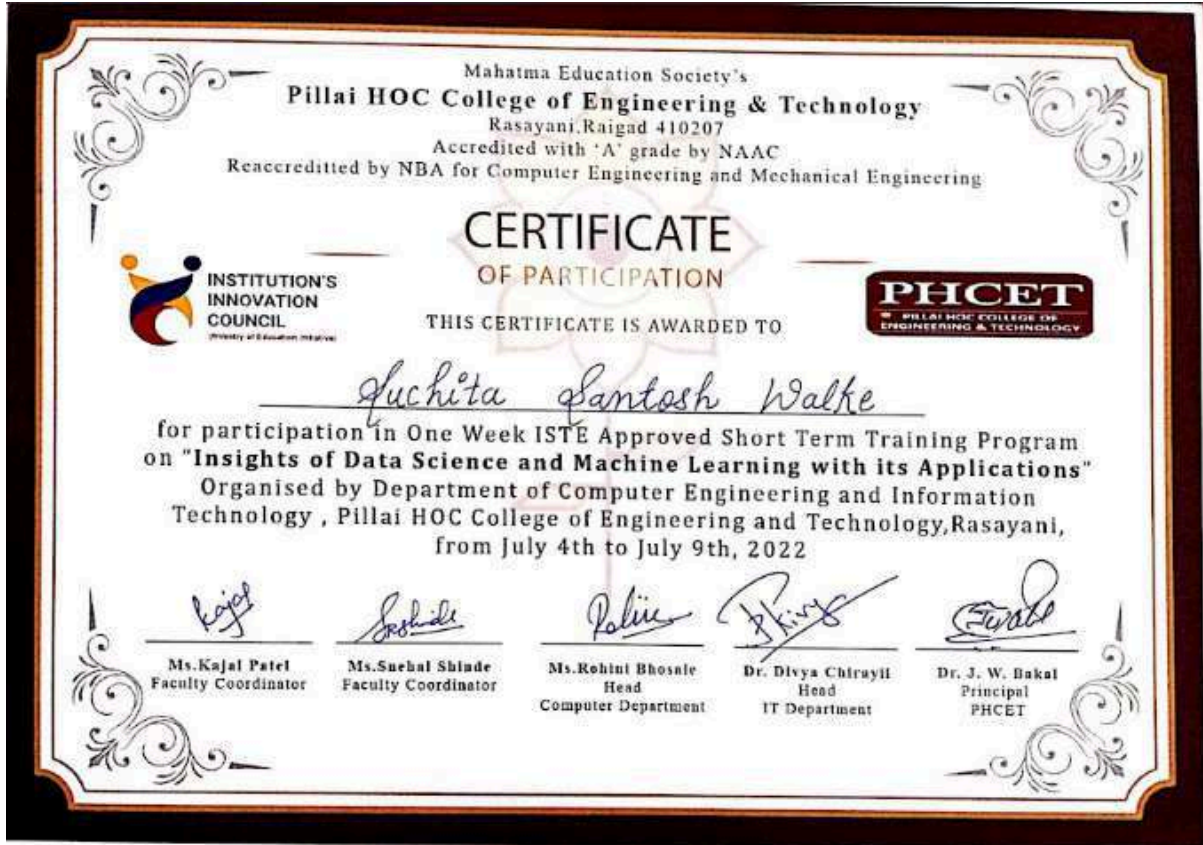 Mahatma Education Society's
Pillai HOC College of Engineering & Technology
Rasayani,Raigad 410207
Accredited with 'A' grade by NAAC
Reaccreditted by NBA for Computer Engineering and Mechanical Engineering
CERTIFICATE
OF PARTICIPATION
INSTITUTION'S
INNOVATION
COUNCIL
(Ministry of Education Initiative)
PHCET
PILLAI HOC COLLEGE OF
ENGINEERING & TECHNOLOGY
THIS CERTIFICATE IS AWARDED TO
Suchita Santosh Walke
for participation in One Week ISTE Approved Short Term Training Program
on "Insights of Data Science and Machine Learning with its Applications"
Organised by Department of Computer Engineering and Information
Technology , Pillai HOC College of Engineering and Technology,Rasayani,
from July 4th to July 9th, 2022
Kajal
Ms.Kajal Patel
Faculty Coordinator
Ms.Snehal Shinde
Faculty Coordinator
Ms.Rohini Bhosale
Head
Computer Department
Dr. Divya Chirayil
Head
IT Department
Dr. J. W. Bakal
Principal
PHCET